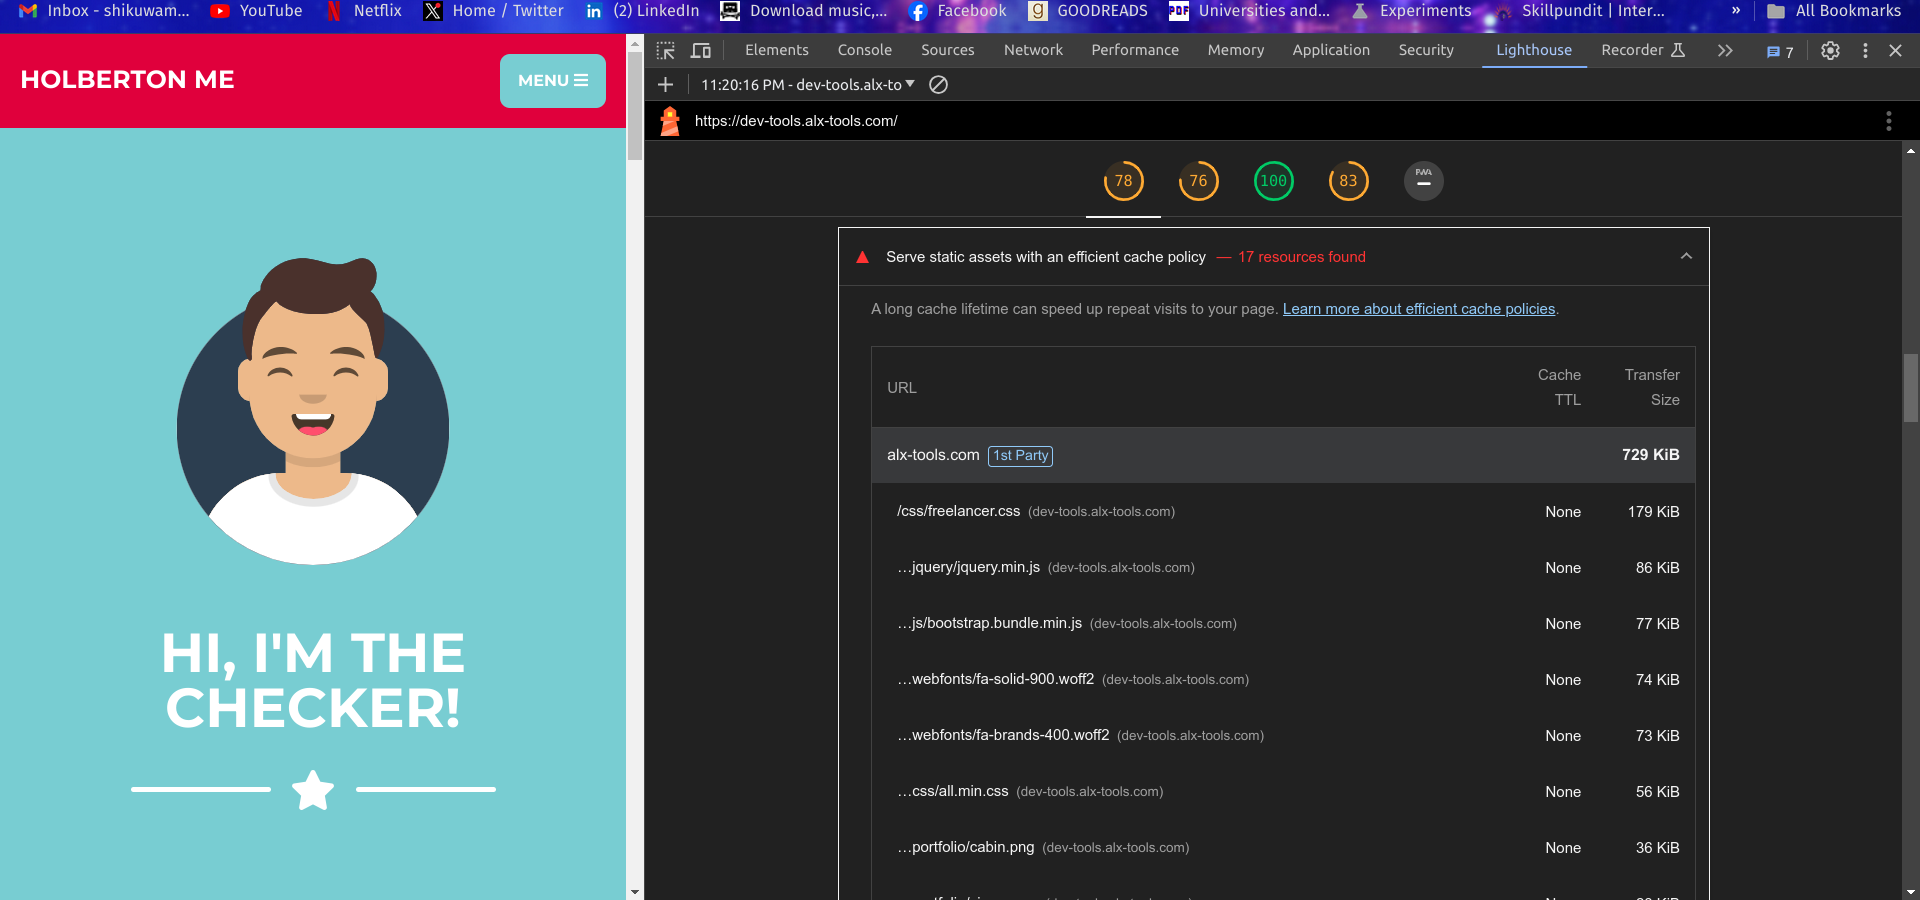 Inbox - shikuwam...
YouTube
Netflix
Home / Twitter
in (2) LinkedIn
Download music,...
Facebook
g GOODREADS
PDF Universities and...
Experiments
Skillpundit | Inter...
»
All Bookmarks
HOLBERTON ME
MENU
HI, I'M THE
CHECKER!
Elements Console Sources Network Performance Memory Application Security Lighthouse Recorder 7
11:20:16 PM - dev-tools.alx-to
https://dev-tools.alx-tools.com/
78 76 100 83 PWA
Serve static assets with an efficient cache policy — 17 resources found
A long cache lifetime can speed up repeat visits to your page. Learn more about efficient cache policies.
URL Cache TTL Transfer Size
alx-tools.com 1st Party 729 KiB
/css/freelancer.css (dev-tools.alx-tools.com) None 179 KiB
…jquery/jquery.min.js (dev-tools.alx-tools.com) None 86 KiB
…js/bootstrap.bundle.min.js (dev-tools.alx-tools.com) None 77 KiB
…webfonts/fa-solid-900.woff2 (dev-tools.alx-tools.com) None 74 KiB
…webfonts/fa-brands-400.woff2 (dev-tools.alx-tools.com) None 73 KiB
…css/all.min.css (dev-tools.alx-tools.com) None 56 KiB
…portfolio/cabin.png (dev-tools.alx-tools.com) None 36 KiB